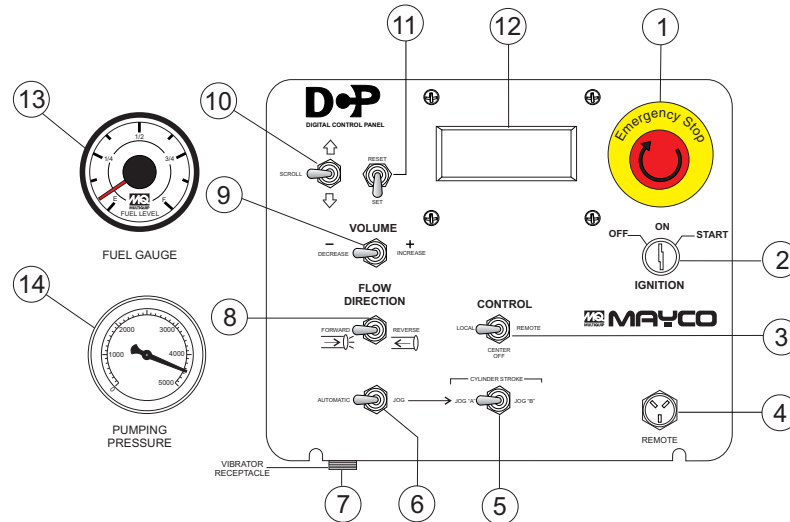 11
12
1
13
10
DCP
DIGITAL CONTROL PANEL
Emergency Stop
1/2
1/4
3/4
E
F
MQ
MULTIQUIP
FUEL LEVEL
FUEL GAUGE
SCROLL
RESET
SET
9
VOLUME
− +
DECREASE INCREASE
ON
OFF START
IGNITION
2
14
8
FLOW
DIRECTION
FORWARD REVERSE
CONTROL
LOCAL REMOTE
CENTER
OFF
MQ
MULTIQUIP
MAYCO
3
2000 3000
1000 4000
0 5000
PUMPING
PRESSURE
CYLINDER STROKE
AUTOMATIC JOG JOG "A" JOG "B"
REMOTE
4
VIBRATOR
RECEPTACLE
7
6
5